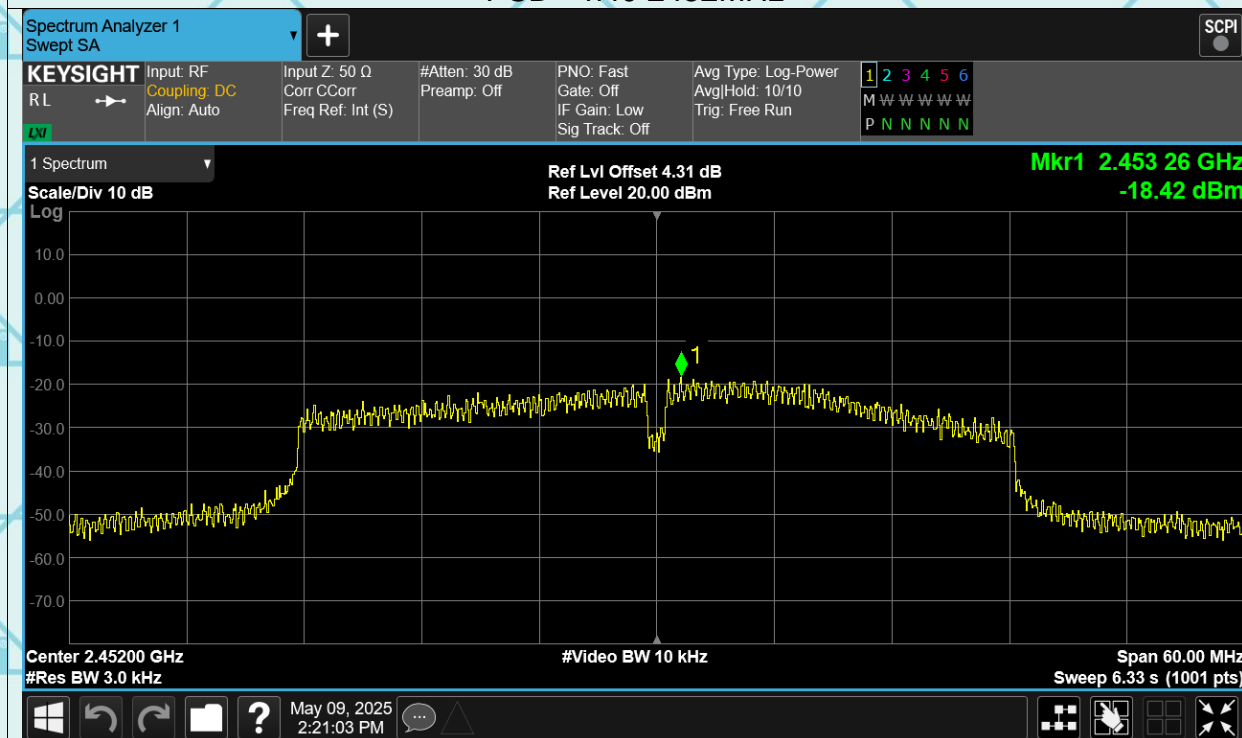 Spectrum Analyzer 1
Swept SA
+
SCPI
KEYSIGHT
RL
LXI
Input: RF
Coupling: DC
Align: Auto
Input Z: 50 Ω
Corr CCorr
Freq Ref: Int (S)
#Atten: 30 dB
Preamp: Off
PNO: Fast
Gate: Off
IF Gain: Low
Sig Track: Off
Avg Type: Log-Power
Avg|Hold: 10/10
Trig: Free Run
1 2 3 4 5 6
M W W W W W
P N N N N N
1 Spectrum
Scale/Div 10 dB
Log
Ref Lvl Offset 4.31 dB
Ref Level 20.00 dBm
Mkr1 2.453 26 GHz
-18.42 dBm
10.0
0.00
-10.0
1
-20.0
-30.0
-40.0
-50.0
-60.0
-70.0
Center 2.45200 GHz
#Res BW 3.0 kHz
#Video BW 10 kHz
Span 60.00 MHz
Sweep 6.33 s (1001 pts)
?
May 09, 2025
2:21:03 PM